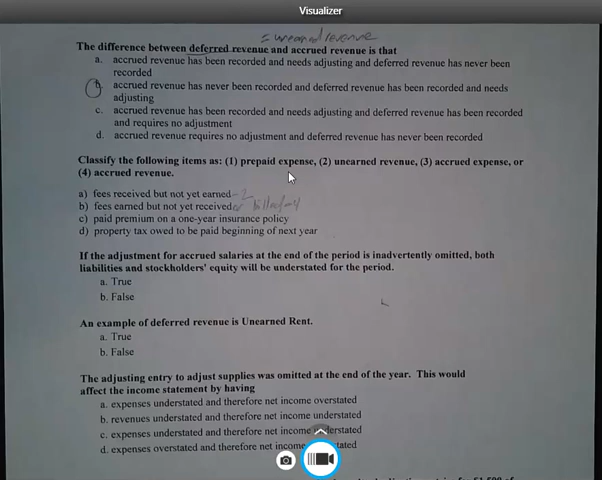 Visualizer
= unearned revenue
The difference between deferred revenue and accrued revenue is that
a. accrued revenue has been recorded and needs adjusting and deferred revenue has never been
recorded
b. accrued revenue has never been recorded and deferred revenue has been recorded and needs
adjusting
c. accrued revenue has been recorded and needs adjusting and deferred revenue has been recorded
and requires no adjustment
d. accrued revenue requires no adjustment and deferred revenue has never been recorded
Classify the following items as: (1) prepaid expense, (2) unearned revenue, (3) accrued expense, or
(4) accrued revenue.
a) fees received but not yet earned - 2
b) fees earned but not yet received or billed - 4
c) paid premium on a one-year insurance policy
d) property tax owed to be paid beginning of next year
If the adjustment for accrued salaries at the end of the period is inadvertently omitted, both
liabilities and stockholders' equity will be understated for the period.
a. True
b. False
An example of deferred revenue is Unearned Rent.
a. True
b. False
The adjusting entry to adjust supplies was omitted at the end of the year. This would
affect the income statement by having
a. expenses understated and therefore net income overstated
b. revenues understated and therefore net income understated
c. expenses understated and therefore net income understated
d. expenses overstated and therefore net income